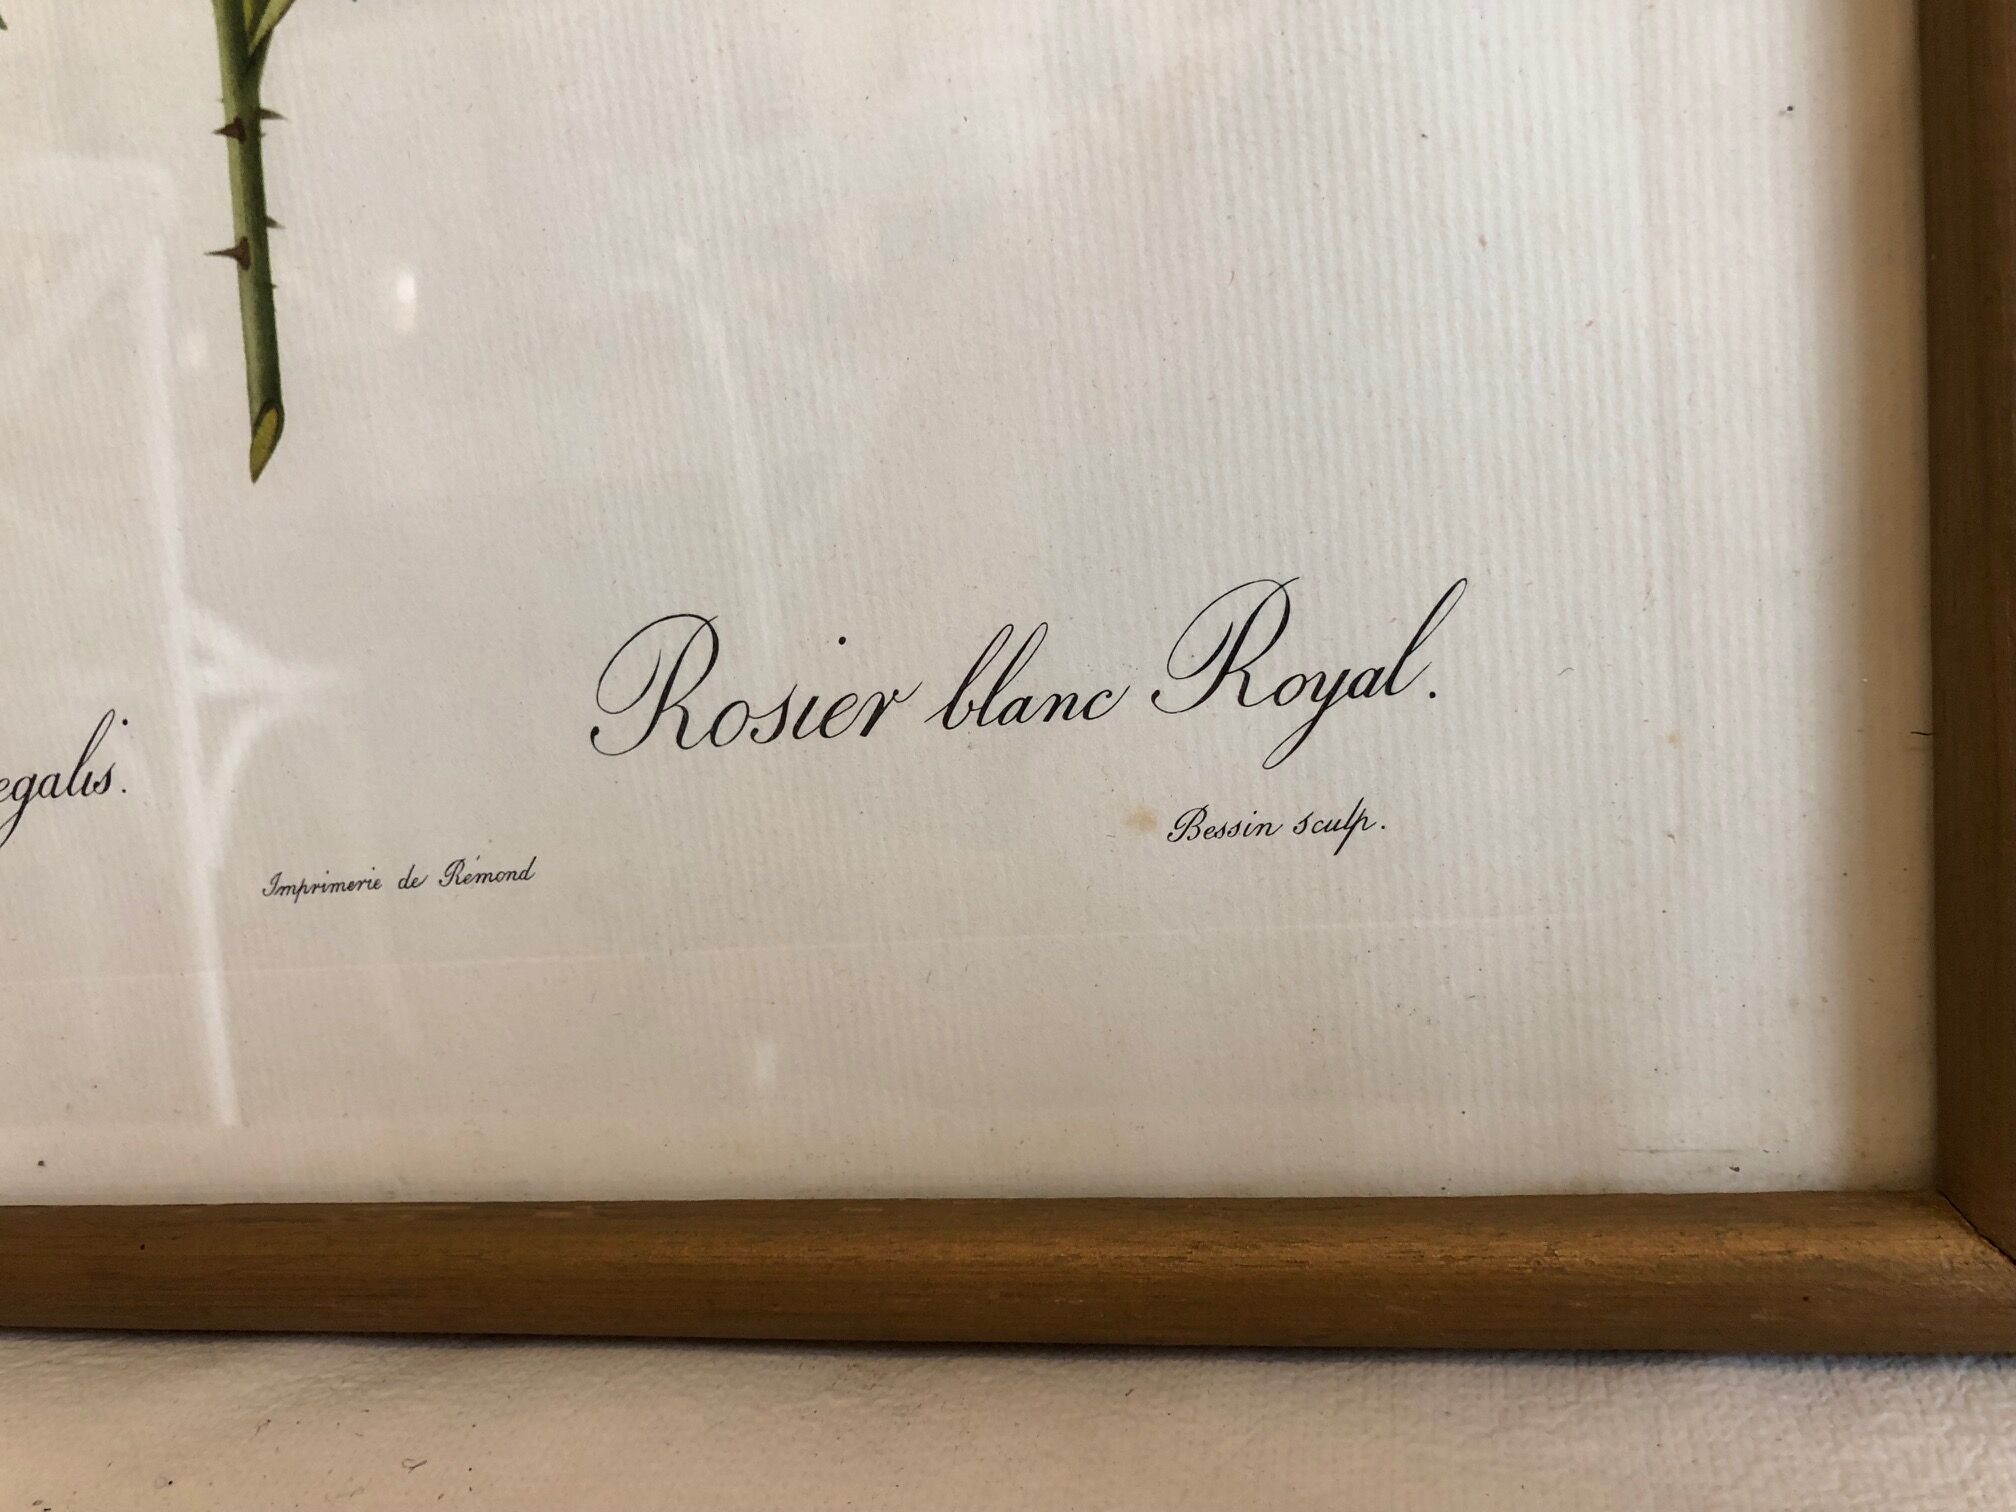 Rosier blanc Royal.
egalis.
Bessin sculp.
Imprimerie de Rémond